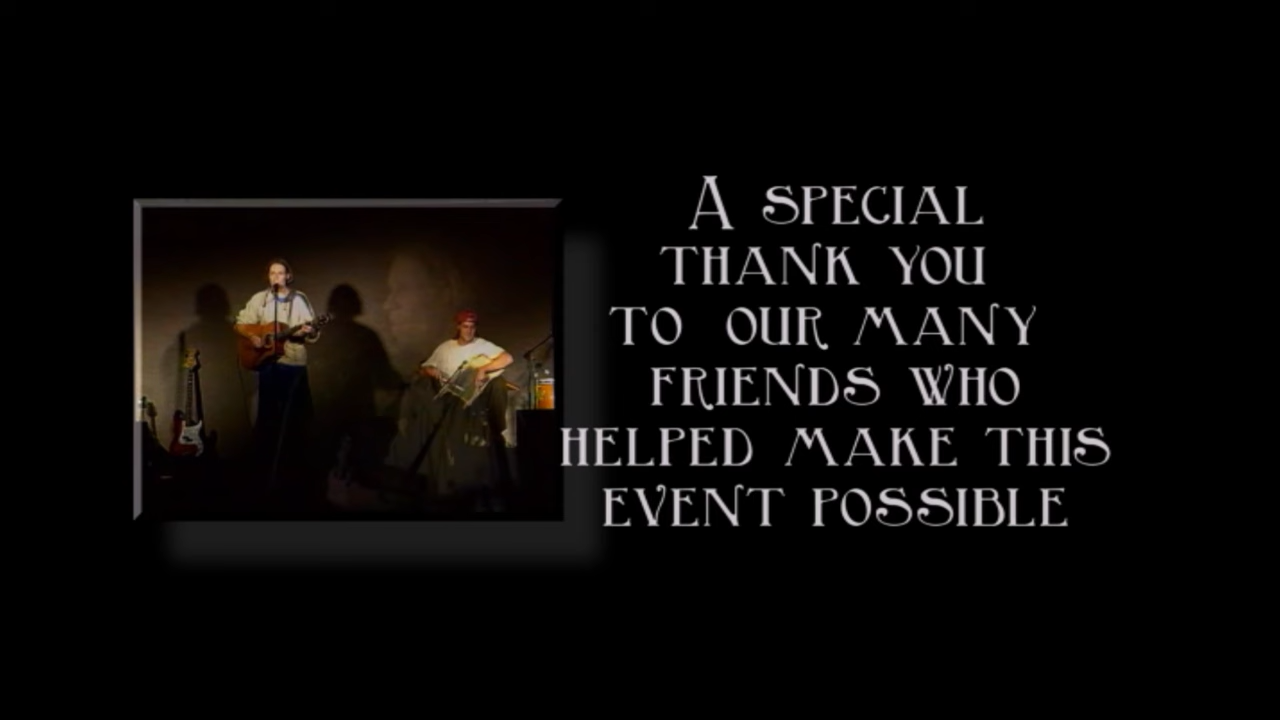 A SPECIAL
THANK YOU
TO OUR MANY
FRIENDS WHO
HELPED MAKE THIS
EVENT POSSIBLE